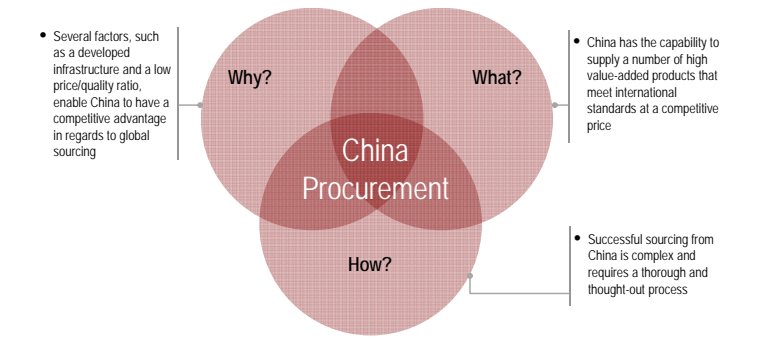 • Several factors, such
as a developed
infrastructure and a low
price/quality ratio,
enable China to have a
competitive advantage
in regards to global
sourcing
Why?
What?
• China has the capability to
supply a number of high
value-added products that
meet international
standards at a competitive
price
China
Procurement
How?
• Successful sourcing from
China is complex and
requires a thorough and
thought-out process